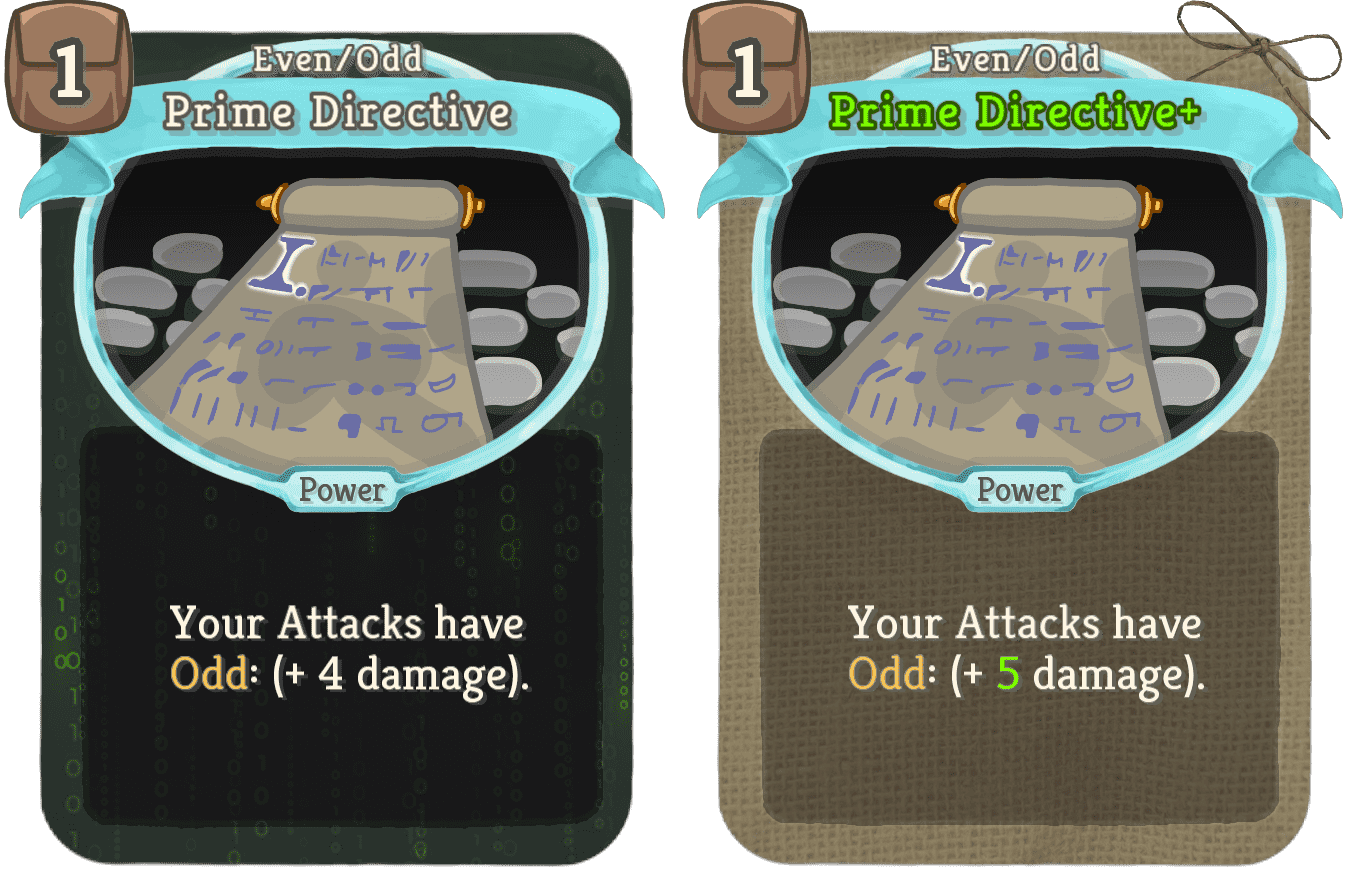 1
Even/Odd
Prime Directive
I.
Power
Your Attacks have
Odd: (+ 4 damage).
1
Even/Odd
Prime Directive+
I.
Power
Your Attacks have
Odd: (+ 5 damage).